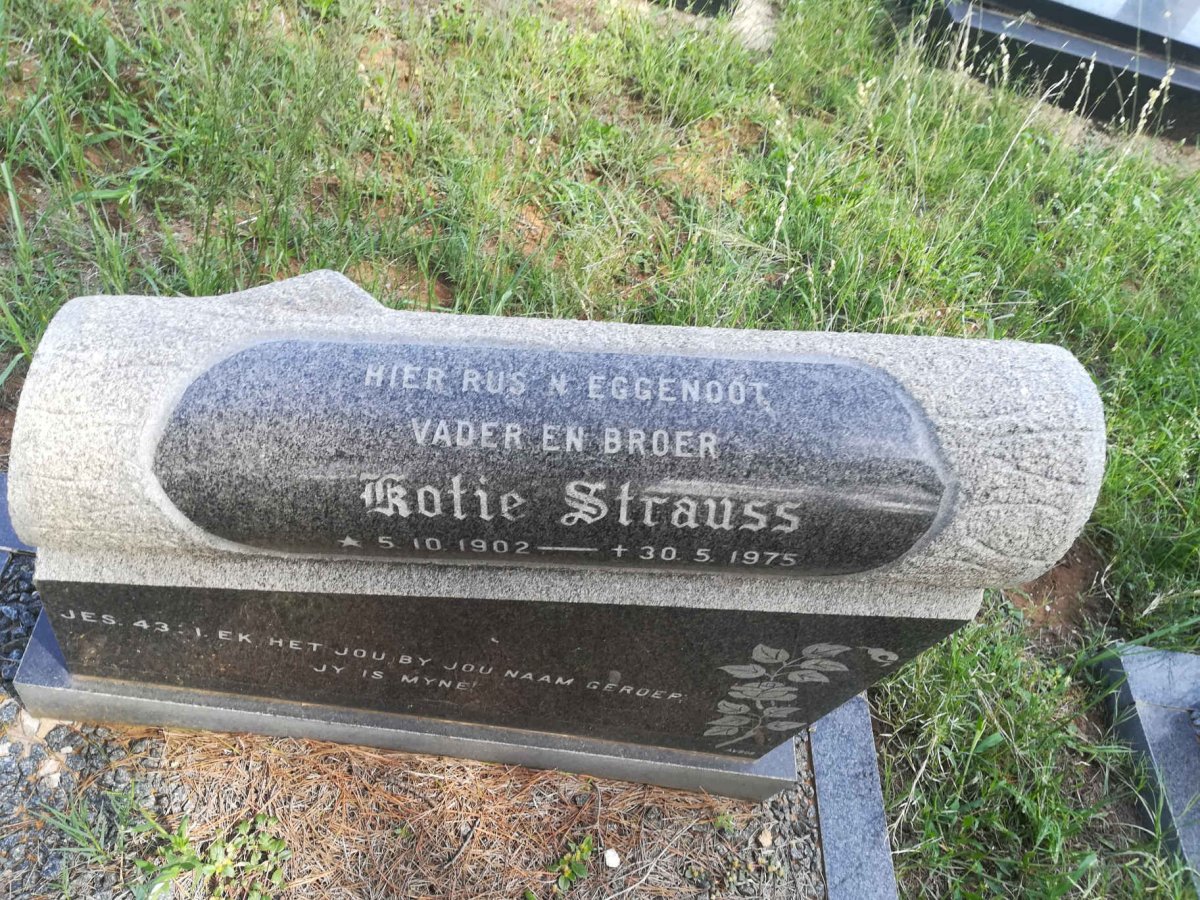 HIER RUS 'N EGGENOOT,
VADER EN BROER
Kotie Strauss
★ 5.10.1902 — + 30.5.1975
JES. 43:1 EK HET JOU BY JOU NAAM GEROEP;
JY IS MYNE